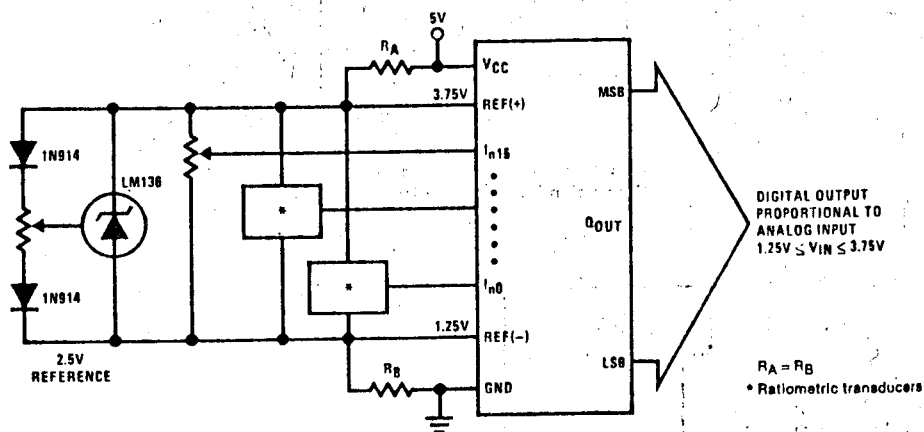 5V
RA
VCC
3.75V
REF(+)
MSB
1N914
In15
LM136
*
QOUT
DIGITAL OUTPUT
PROPORTIONAL TO
ANALOG INPUT
1.25V ≤ VIN ≤ 3.75V
*
In0
1N914
1.25V
REF(−)
2.5V
REFERENCE
RB
GND
LSB
RA = RB
* Ratiometric transducers